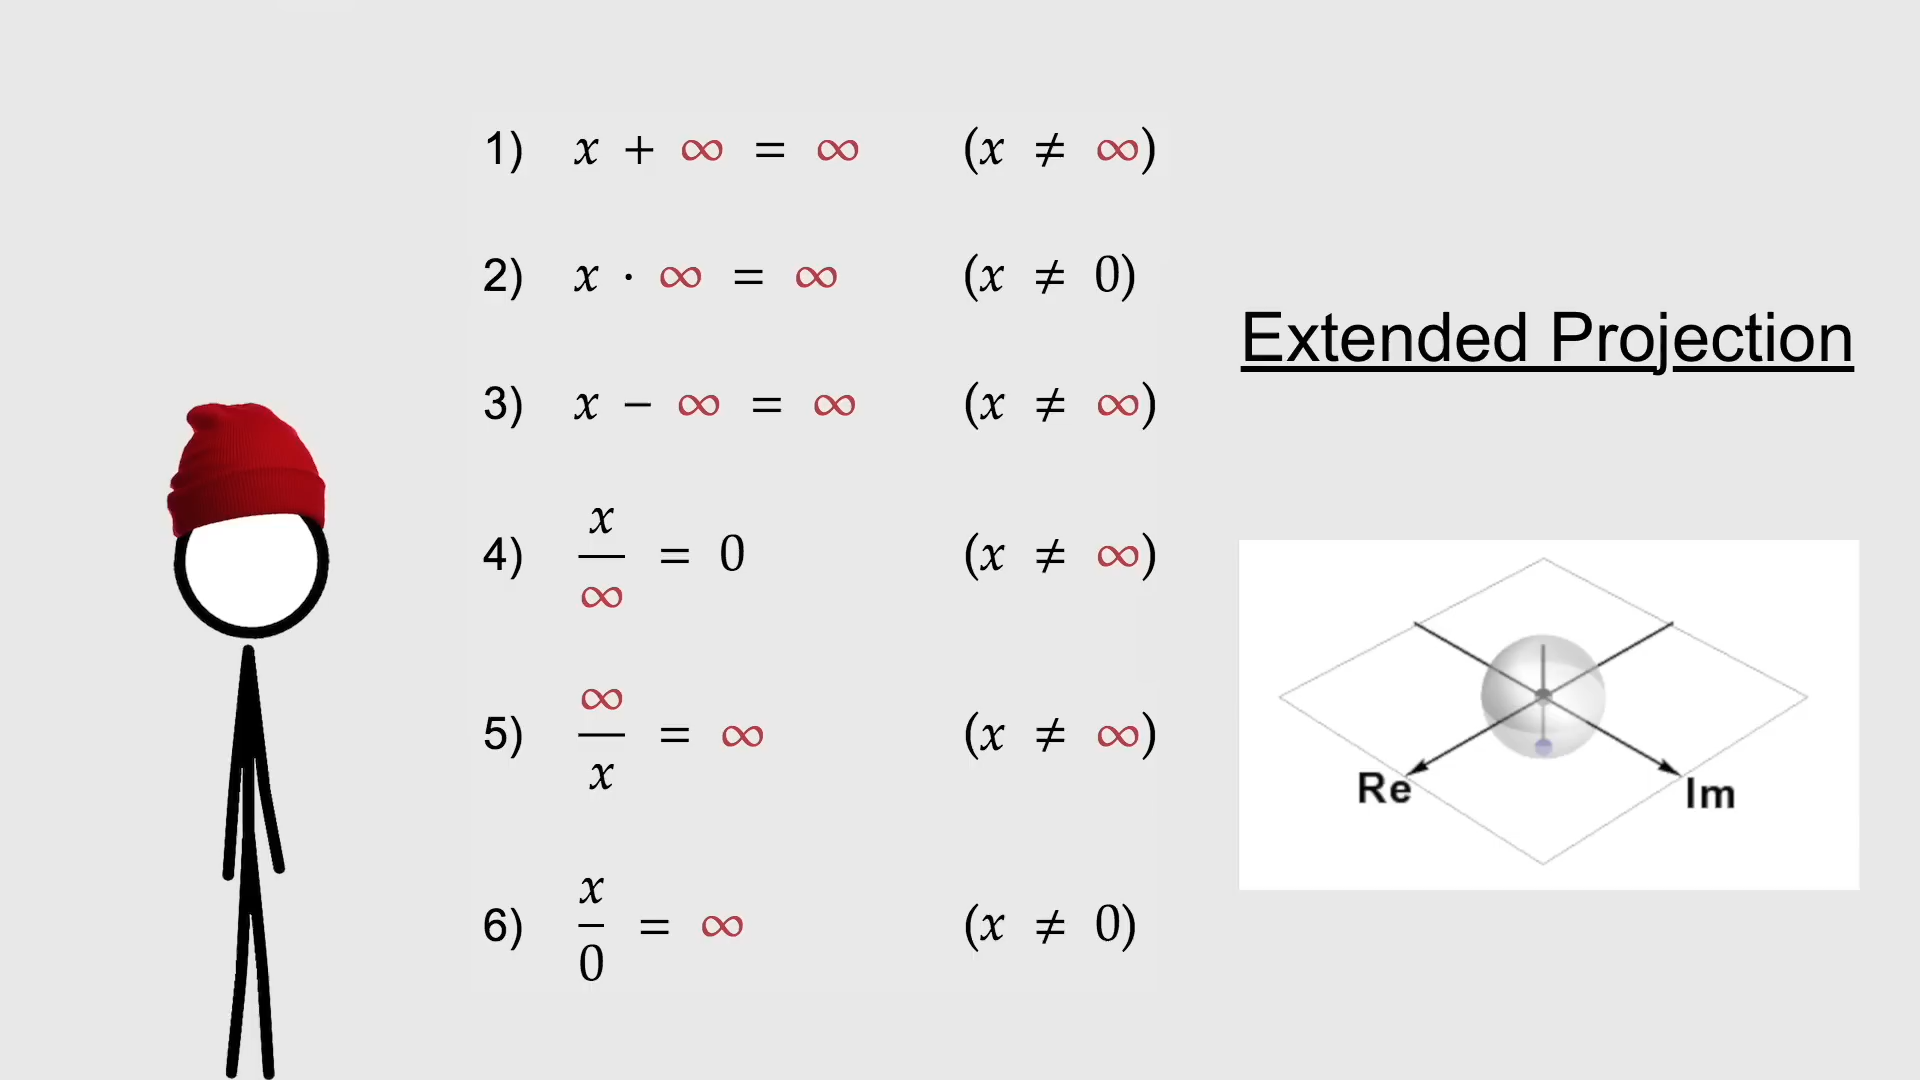 1) x + ∞ = ∞ (x ≠ ∞)
2) x · ∞ = ∞ (x ≠ 0)
3) x − ∞ = ∞ (x ≠ ∞)
4) x/∞ = 0 (x ≠ ∞)
5) ∞/x = ∞ (x ≠ ∞)
6) x/0 = ∞ (x ≠ 0)
Extended Projection
Re
Im